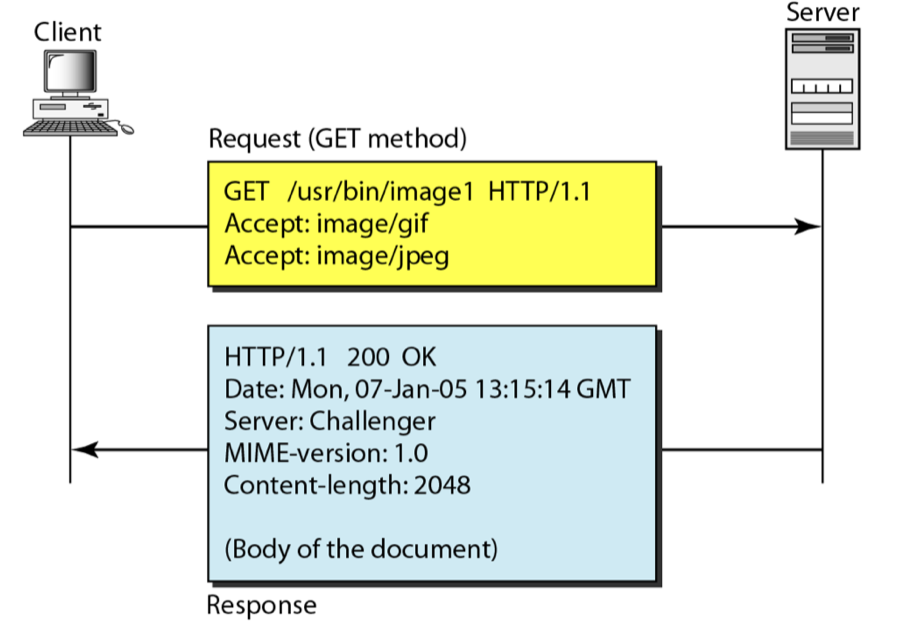 Client
Server
Request (GET method)
GET /usr/bin/image1 HTTP/1.1
Accept: image/gif
Accept: image/jpeg
HTTP/1.1 200 OK
Date: Mon, 07-Jan-05 13:15:14 GMT
Server: Challenger
MIME-version: 1.0
Content-length: 2048
(Body of the document)
Response